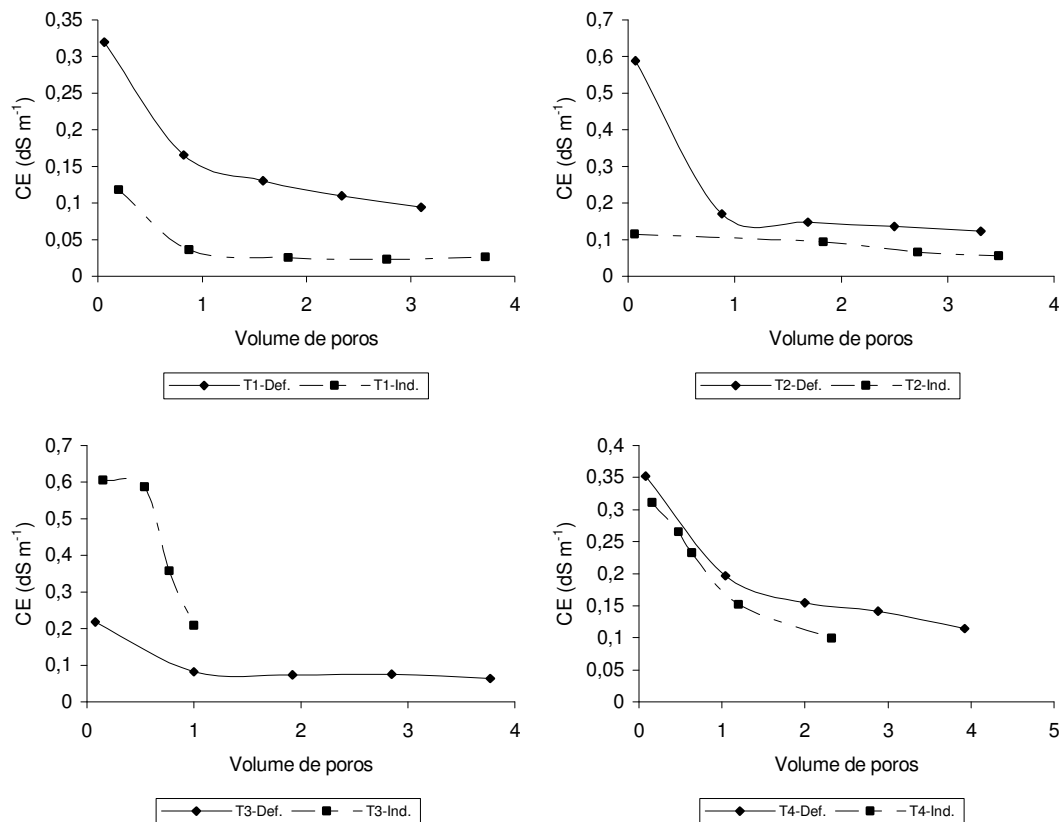 0,35
0,3
0,25
0,2
0,15
0,1
0,05
0
CE (dS m⁻¹)
0 1 2 3 4
Volume de poros
T1-Def. T1-Ind.
0,7
0,6
0,5
0,4
0,3
0,2
0,1
0
CE (dS m⁻¹)
0 1 2 3 4
Volume de poros
T2-Def. T2-Ind.
0,7
0,6
0,5
0,4
0,3
0,2
0,1
0
CE (dS m⁻¹)
0 1 2 3 4
Volume de poros
T3-Def. T3-Ind.
0,4
0,35
0,3
0,25
0,2
0,15
0,1
0,05
0
CE (dS m⁻¹)
0 1 2 3 4 5
Volume de poros
T4-Def. T4-Ind.